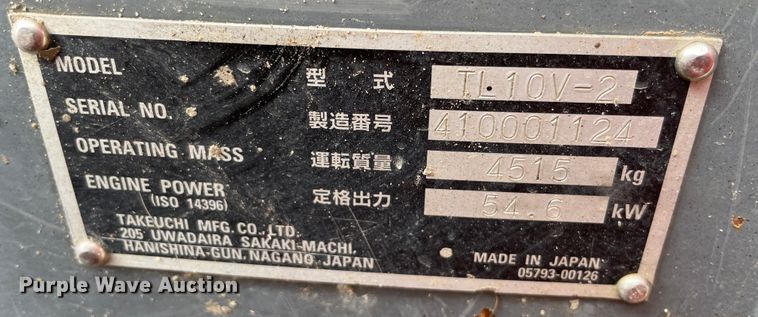 MODEL 型 式 TL10V-2
SERIAL NO. 製造番号 410001124
OPERATING MASS 運転質量 4515 kg
ENGINE POWER 定格出力 54.6 kW
(ISO 14396)
TAKEUCHI MFG. CO., LTD.
205 UWADAIRA SAKAKI-MACHI,
HANISHINA-GUN, NAGANO, JAPAN
MADE IN JAPAN
05793-00126
Purple Wave Auction